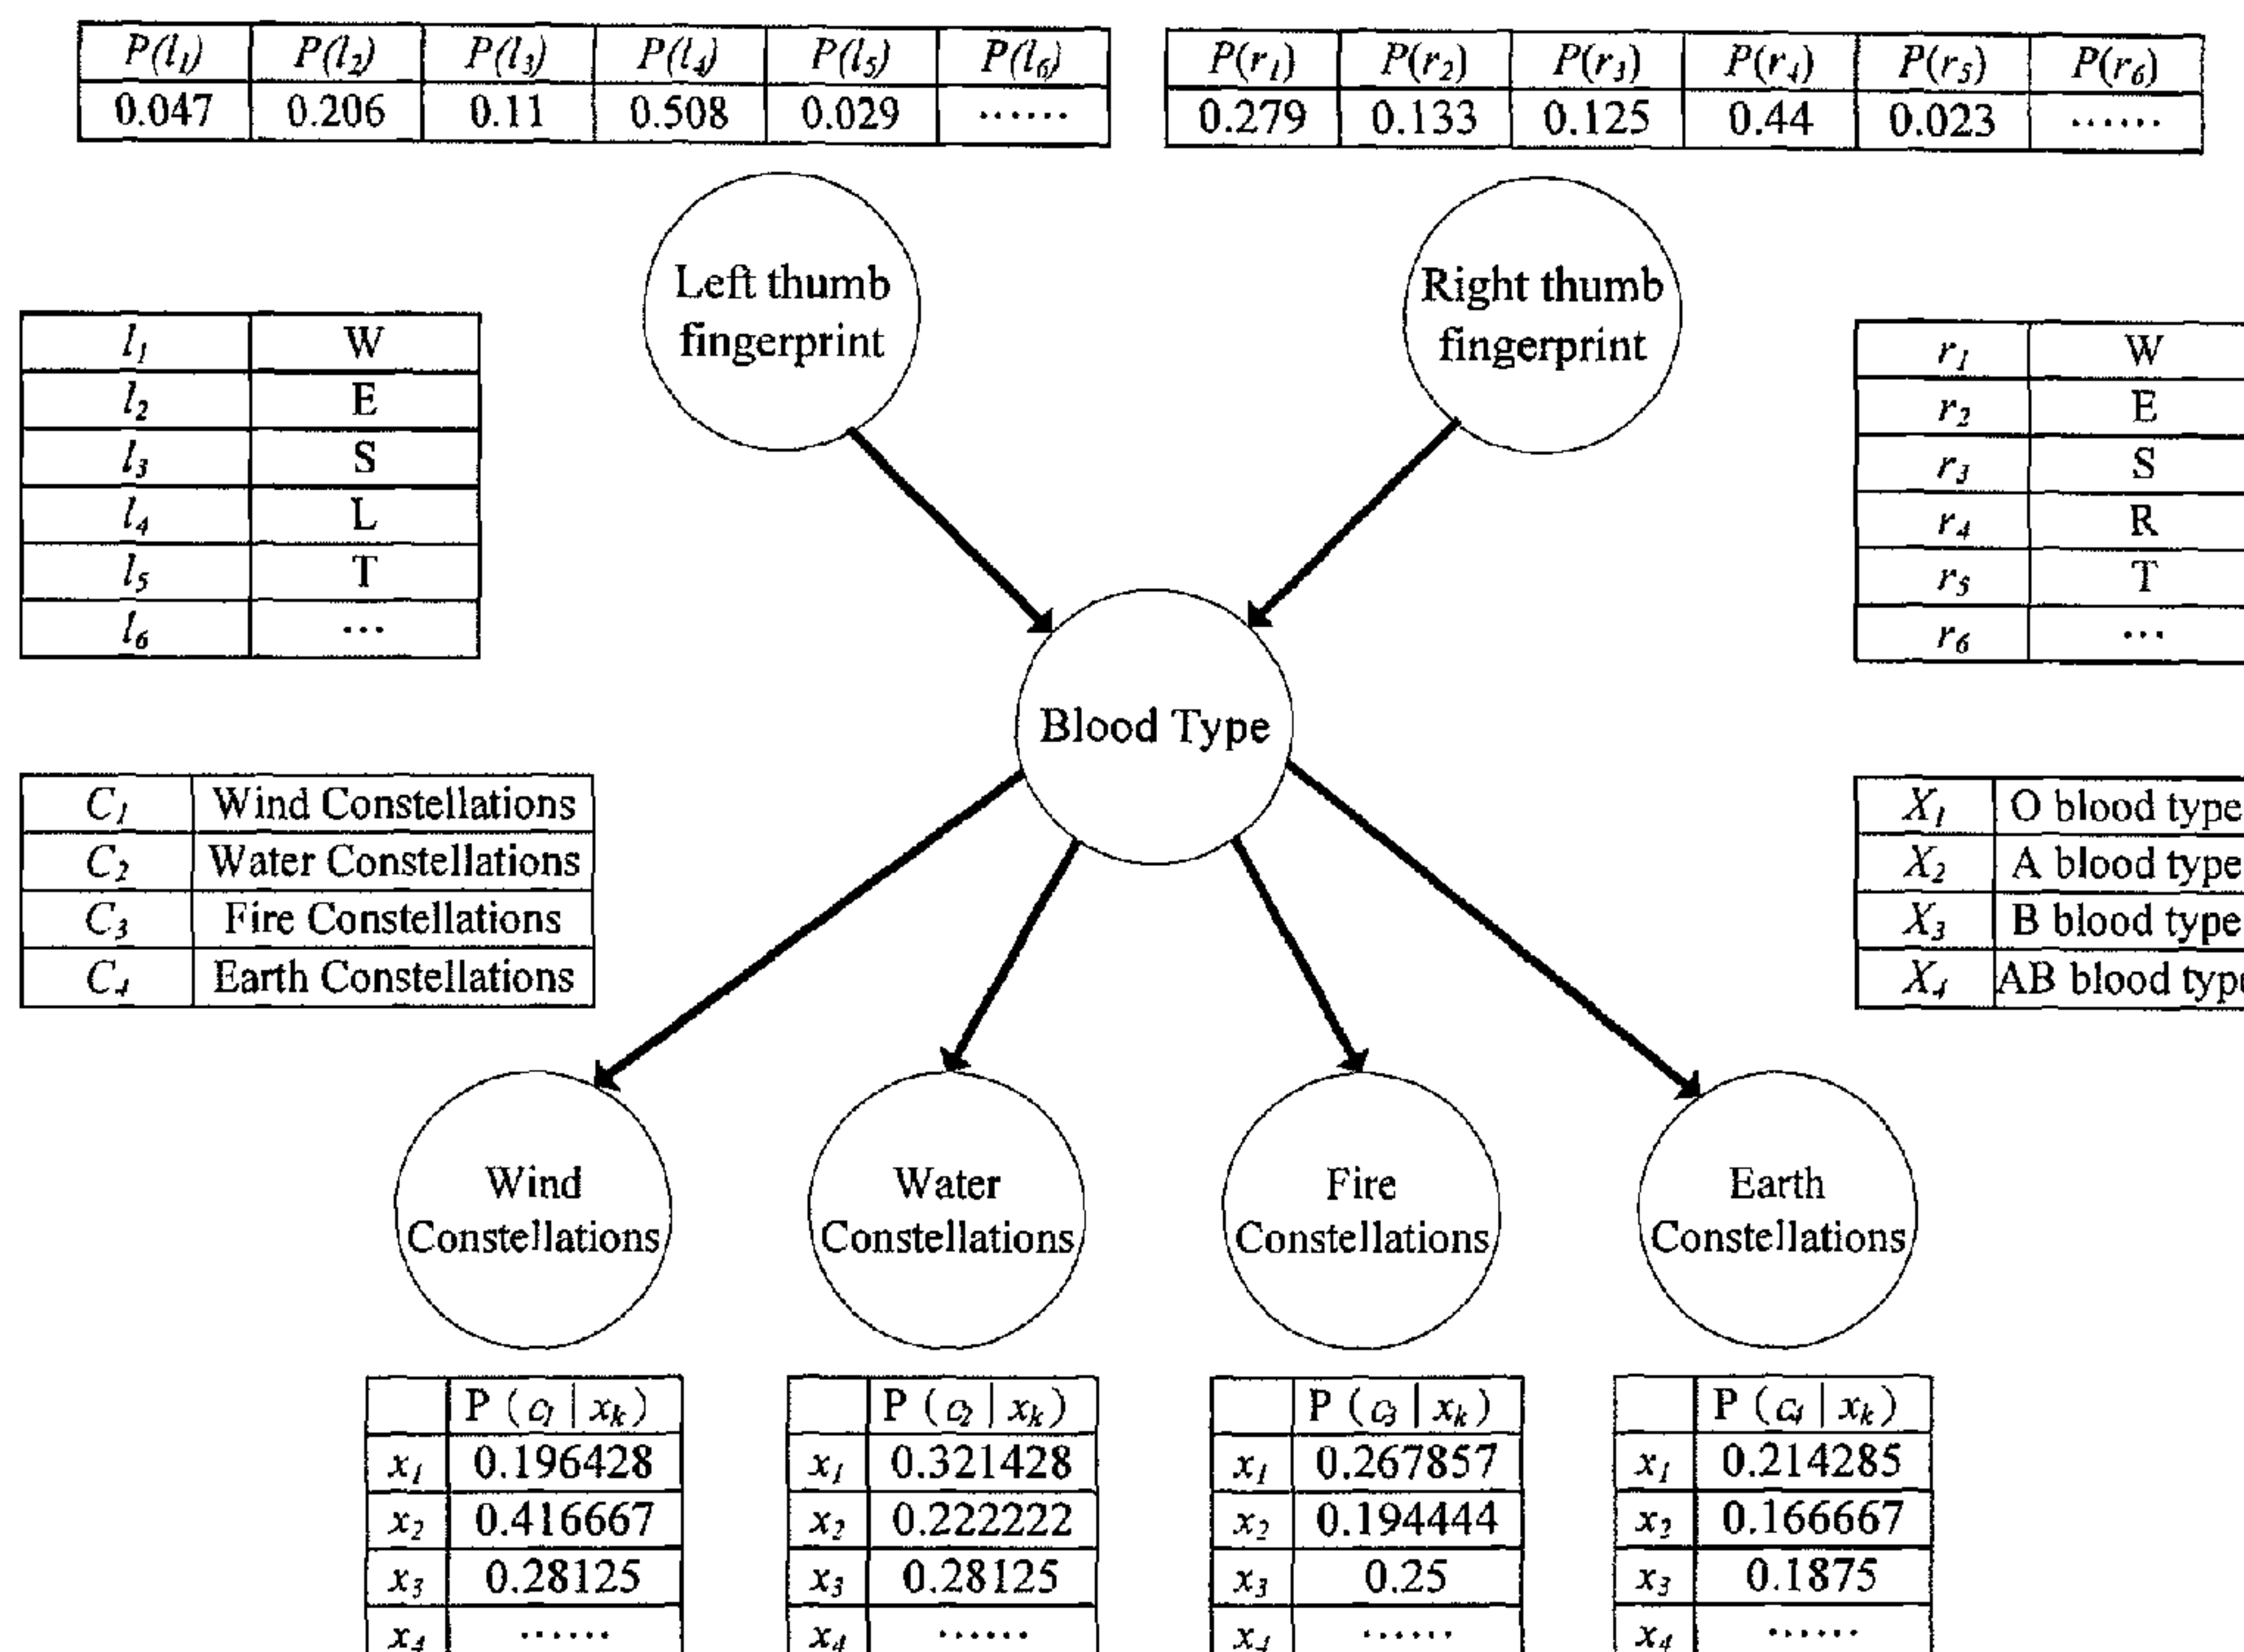 P(l1) P(l2) P(l3) P(l4) P(l5) P(l6)
0.047 0.206 0.11 0.508 0.029 ······
P(r1) P(r2) P(r3) P(r4) P(r5) P(r6)
0.279 0.133 0.125 0.44 0.023 ······
Left thumb
fingerprint
Right thumb
fingerprint
l1 W
l2 E
l3 S
l4 L
l5 T
l6 ···
r1 W
r2 E
r3 S
r4 R
r5 T
r6 ···
Blood Type
C1 Wind Constellations
C2 Water Constellations
C3 Fire Constellations
C4 Earth Constellations
X1 O blood type
X2 A blood type
X3 B blood type
X4 AB blood type
Wind
Constellations
Water
Constellations
Fire
Constellations
Earth
Constellations
P (c1 | xk)
x1 0.196428
x2 0.416667
x3 0.28125
x4 ······
P (c2 | xk)
x1 0.321428
x2 0.222222
x3 0.28125
x4 ······
P (c3 | xk)
x1 0.267857
x2 0.194444
x3 0.25
x4 ······
P (c4 | xk)
x1 0.214285
x2 0.166667
x3 0.1875
x4 ······